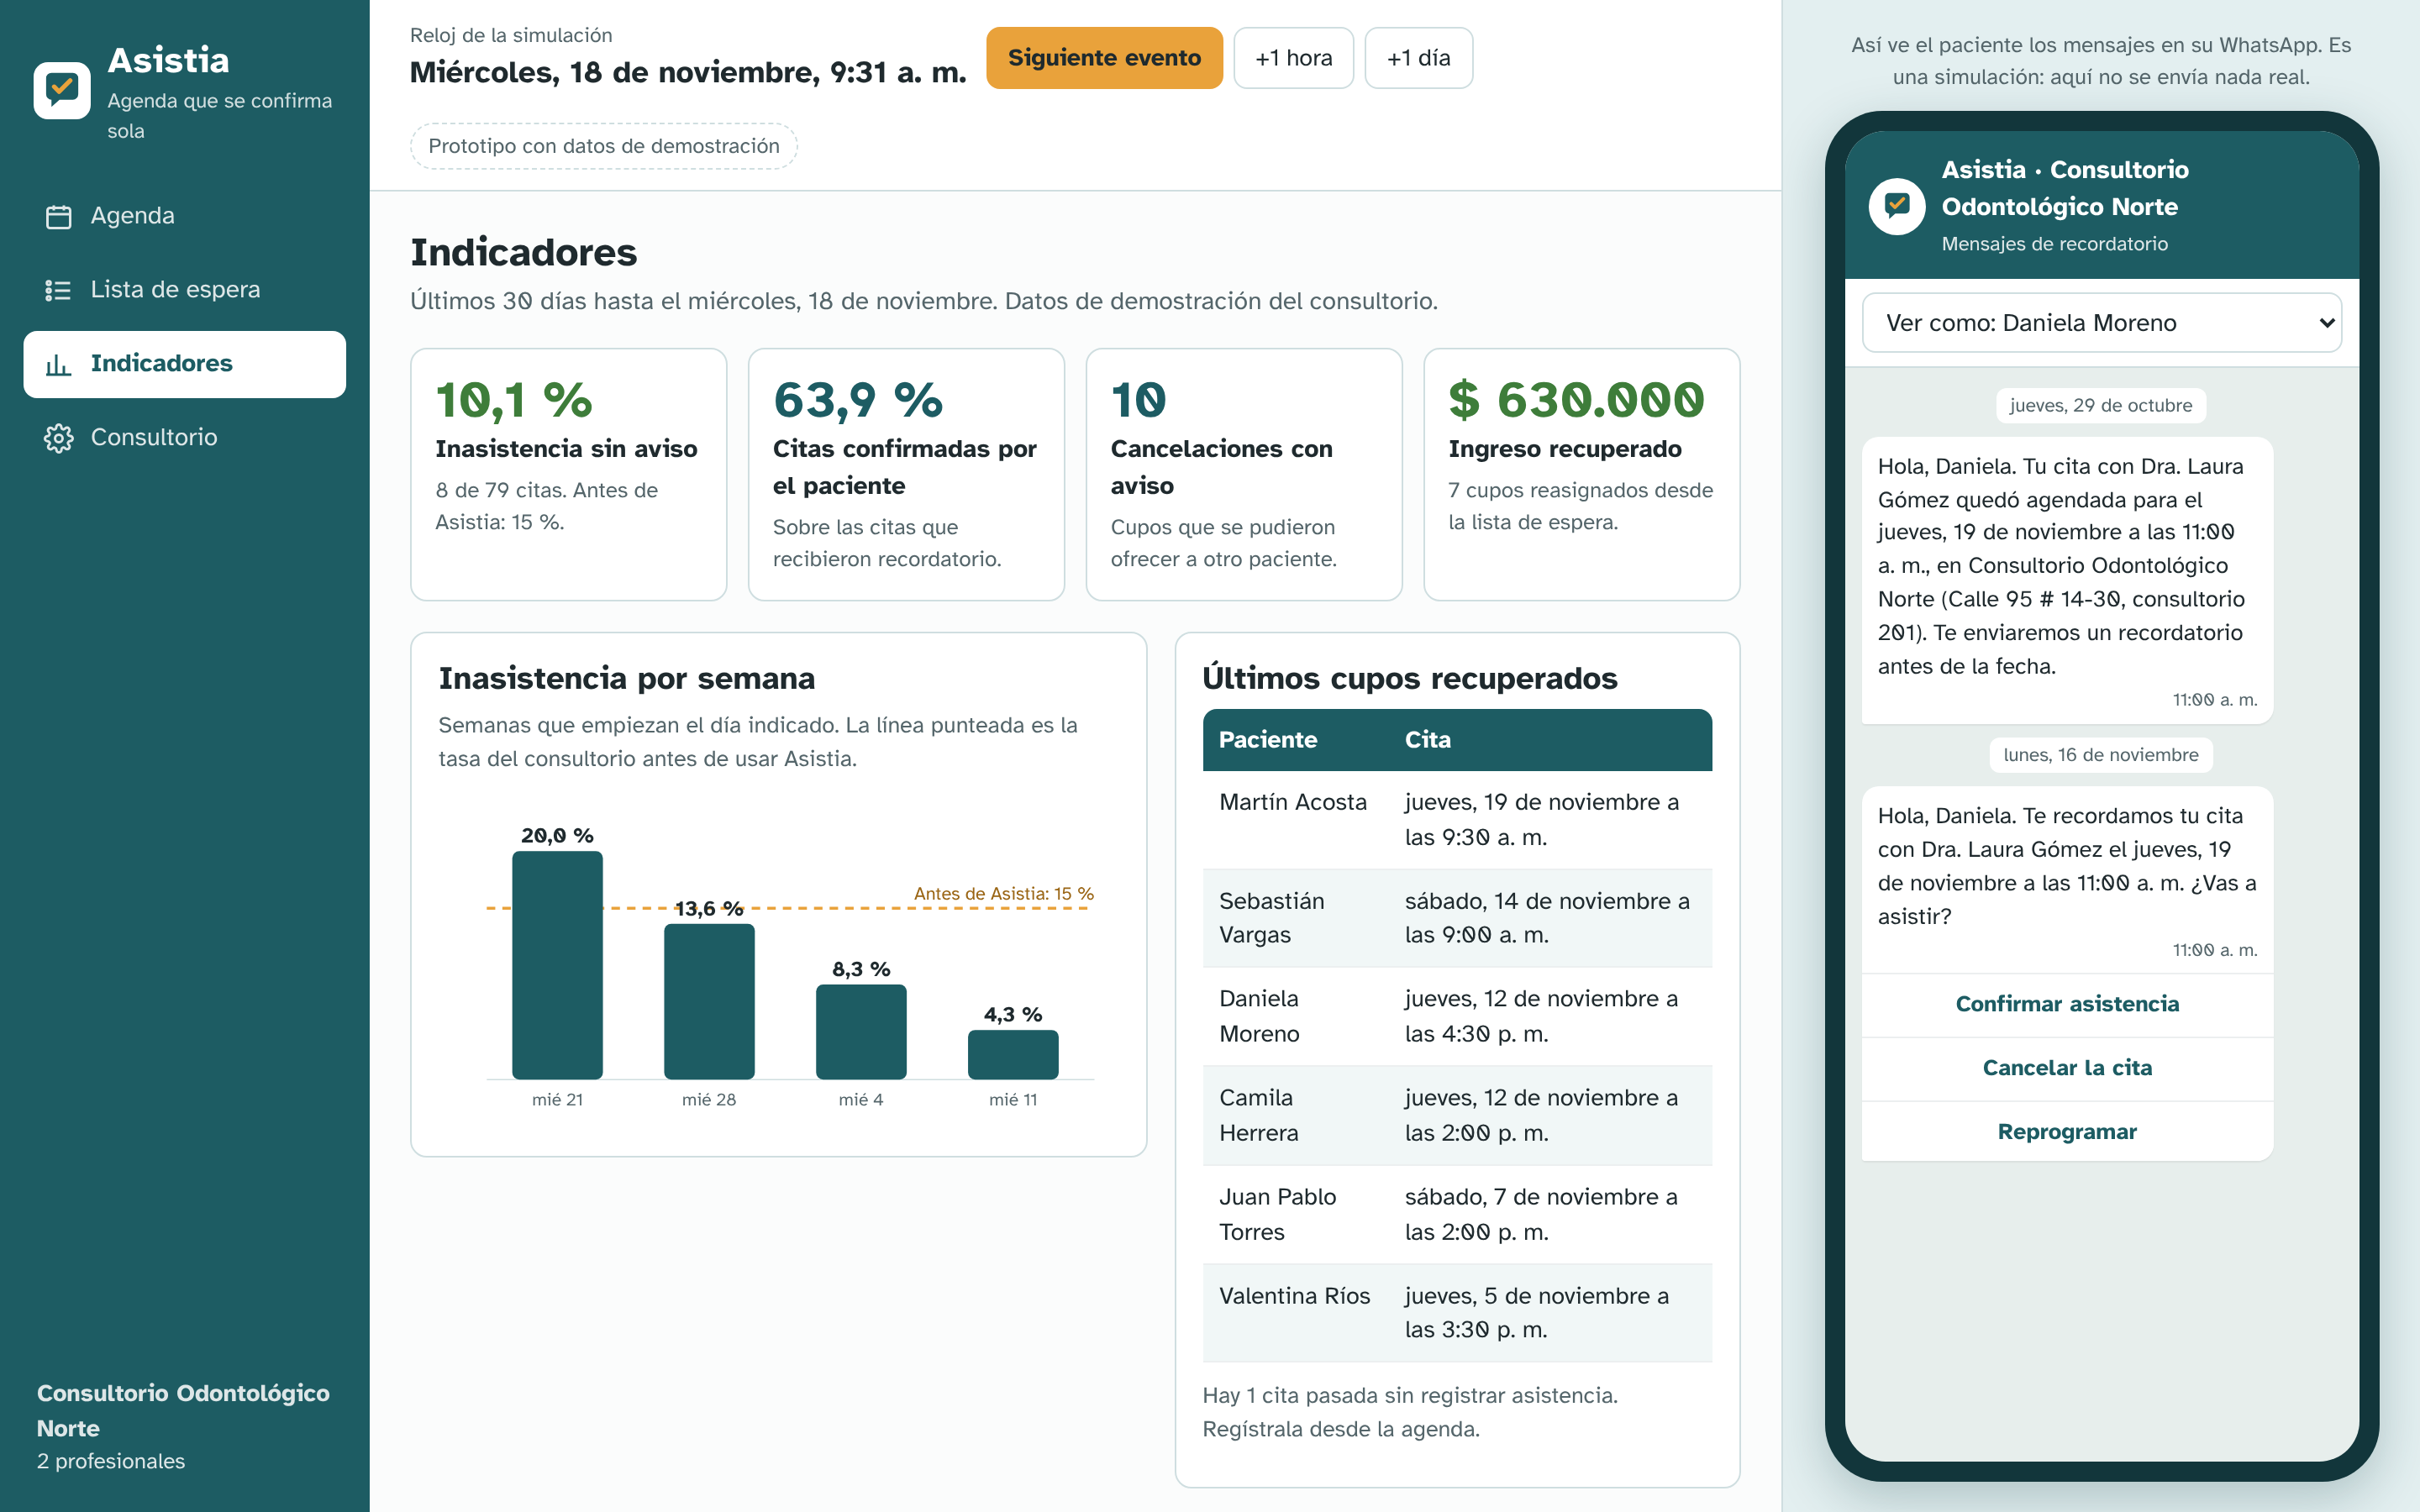 Asistia
Agenda que se confirma
sola
Agenda
Lista de espera
Indicadores
Consultorio
Consultorio Odontológico
Norte
2 profesionales
Reloj de la simulación
Miércoles, 18 de noviembre, 9:31 a. m.
Siguiente evento
+1 hora
+1 día
Prototipo con datos de demostración
Indicadores
Últimos 30 días hasta el miércoles, 18 de noviembre. Datos de demostración del consultorio.
10,1 %
Inasistencia sin aviso
8 de 79 citas. Antes de
Asistia: 15 %.
63,9 %
Citas confirmadas por
el paciente
Sobre las citas que
recibieron recordatorio.
10
Cancelaciones con
aviso
Cupos que se pudieron
ofrecer a otro paciente.
$ 630.000
Ingreso recuperado
7 cupos reasignados desde
la lista de espera.
Inasistencia por semana
Semanas que empiezan el día indicado. La línea punteada es la
tasa del consultorio antes de usar Asistia.
20,0 %
Antes de Asistia: 15 %
13,6 %
8,3 %
4,3 %
mié 21
mié 28
mié 4
mié 11
Últimos cupos recuperados
Paciente
Cita
Martín Acosta
jueves, 19 de noviembre a
las 9:30 a. m.
Sebastián
Vargas
sábado, 14 de noviembre a
las 9:00 a. m.
Daniela
Moreno
jueves, 12 de noviembre a
las 4:30 p. m.
Camila
Herrera
jueves, 12 de noviembre a
las 2:00 p. m.
Juan Pablo
Torres
sábado, 7 de noviembre a
las 2:00 p. m.
Valentina Ríos
jueves, 5 de noviembre a
las 3:30 p. m.
Hay 1 cita pasada sin registrar asistencia.
Regístrala desde la agenda.
Así ve el paciente los mensajes en su WhatsApp. Es
una simulación: aquí no se envía nada real.
Asistia · Consultorio
Odontológico Norte
Mensajes de recordatorio
Ver como: Daniela Moreno
jueves, 29 de octubre
Hola, Daniela. Tu cita con Dra. Laura
Gómez quedó agendada para el
jueves, 19 de noviembre a las 11:00
a. m., en Consultorio Odontológico
Norte (Calle 95 # 14-30, consultorio
201). Te enviaremos un recordatorio
antes de la fecha.
11:00 a. m.
lunes, 16 de noviembre
Hola, Daniela. Te recordamos tu cita
con Dra. Laura Gómez el jueves, 19
de noviembre a las 11:00 a. m. ¿Vas a
asistir?
11:00 a. m.
Confirmar asistencia
Cancelar la cita
Reprogramar